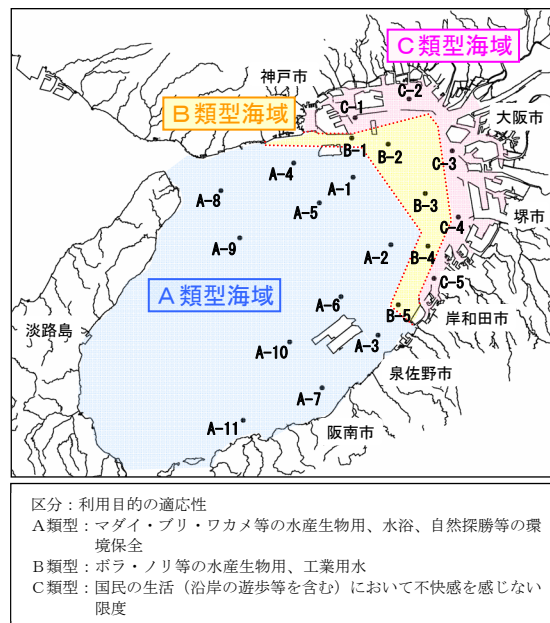 C類型海域
神戸市
C-2
C-1
B類型海域
大阪市
B-1
B-2
C-3
A-4
A-1
A-8
A-5
B-3
C-4
堺市
A-9
A-2
B-4
C-5
A類型海域
A-6
B-5
岸和田市
淡路島
A-10
A-3
泉佐野市
A-7
A-11
阪南市
区分：利用目的の適応性
A類型：マダイ・ブリ・ワカメ等の水産生物用、水浴、自然探勝等の環
境保全
B類型：ボラ・ノリ等の水産生物用、工業用水
C類型：国民の生活（沿岸の遊歩等を含む）において不快感を感じない
限度